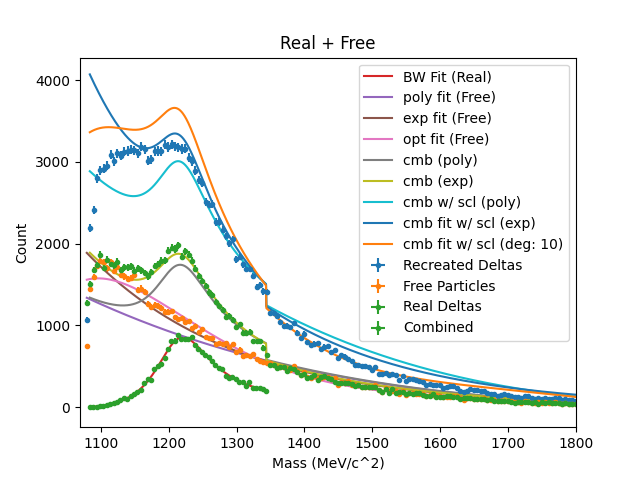 Real + Free
4000
3000
2000
1000
0
Count
1100
1200
1300
1400
1500
1600
1700
1800
Mass (MeV/c^2)
BW Fit (Real)
poly fit (Free)
exp fit (Free)
opt fit (Free)
cmb (poly)
cmb (exp)
cmb w/ scl (poly)
cmb fit w/ scl (exp)
cmb fit w/ scl (deg: 10)
Recreated Deltas
Free Particles
Real Deltas
Combined